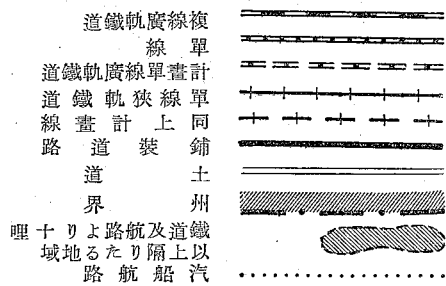 複線廣軌鐵道
單線
計畫單線廣軌鐵道
單線狹軌鐵道
同上計畫線
鋪裝道路
土道
州界
鐵道及航路より十哩
以上隔りたる地域
汽船航路